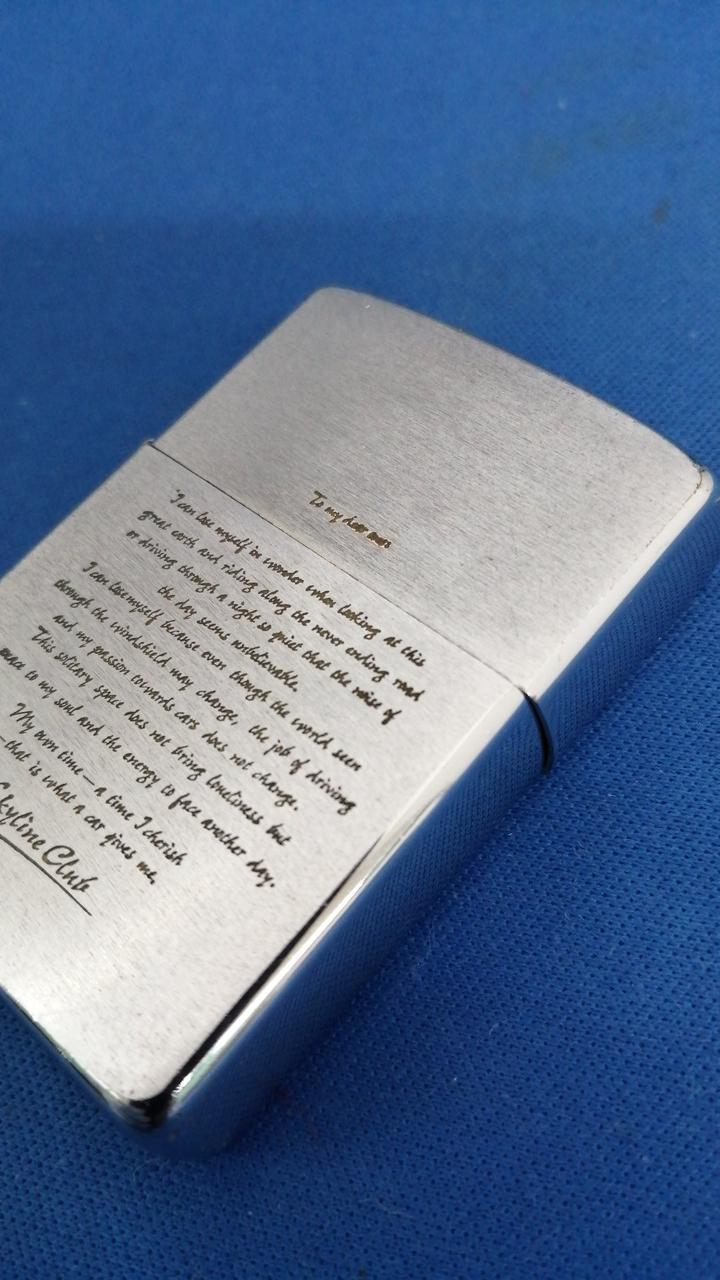 To my dear one:
"I can lose myself in wonder when looking at this
great earth and riding along the never ending road
or driving through a night so quiet that the noise of
the day seems unbelievable.
I can lose myself because even though the world seen
through the windshield may change, the job of driving
and my passion towards cars does not change.
This solitary space does not bring loneliness but
to my soul and the energy to face another day.
My own time — a time I cherish
— that is what a car gives me.
Skyline Club